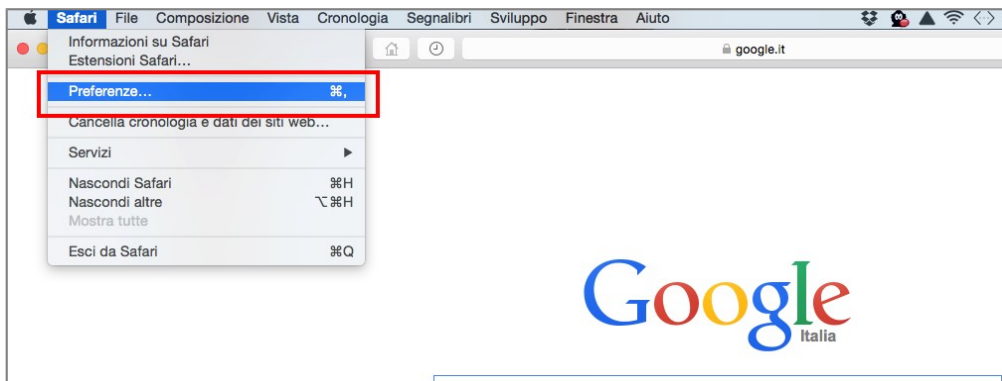 Safari File Composizione Vista Cronologia Segnalibri Sviluppo Finestra Aiuto
google.it
Informazioni su Safari
Estensioni Safari...
Preferenze... ⌘,
Cancella cronologia e dati dei siti web...
Servizi ▶
Nascondi Safari ⌘H
Nascondi altre ⌥⌘H
Mostra tutte
Esci da Safari ⌘Q
Google
Italia